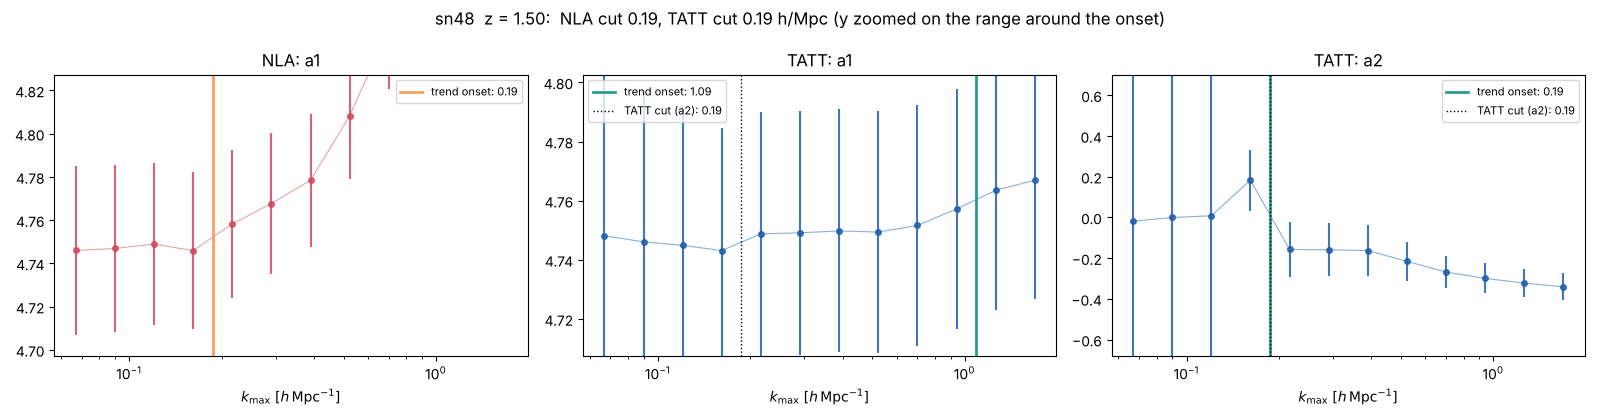 sn48  z = 1.50:  NLA cut 0.19, TATT cut 0.19 h/Mpc (y zoomed on the range around the onset)
NLA: a1
trend onset: 0.19
4.82
4.80
4.78
4.76
4.74
4.72
4.70
10⁻¹
10⁰
k_max [h Mpc⁻¹]
TATT: a1
trend onset: 1.09
TATT cut (a2): 0.19
4.80
4.78
4.76
4.74
4.72
10⁻¹
10⁰
k_max [h Mpc⁻¹]
TATT: a2
trend onset: 0.19
TATT cut (a2): 0.19
0.6
0.4
0.2
0.0
−0.2
−0.4
−0.6
10⁻¹
10⁰
k_max [h Mpc⁻¹]